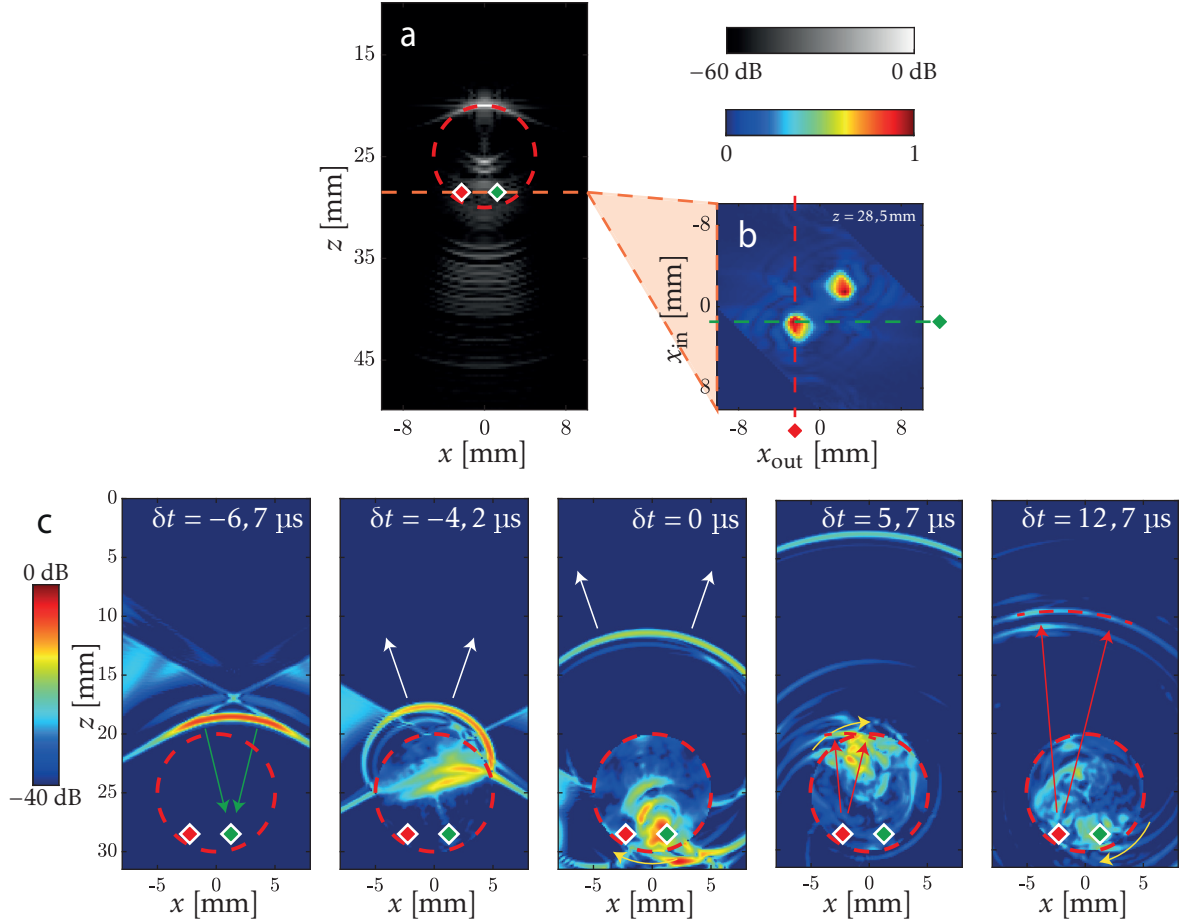 a
15
25
35
45
z [mm]
-8
0
8
x [mm]
−60 dB
0 dB
0
1
b
z = 28,5mm
-8
0
8
x_in [mm]
-8
0
8
x_out [mm]
c
0 dB
−40 dB
0
5
10
15
20
25
30
z [mm]
δt = −6,7 µs
δt = −4,2 µs
δt = 0 µs
δt = 5,7 µs
δt = 12,7 µs
-5
0
5
-5
0
5
-5
0
5
-5
0
5
-5
0
5
x [mm]
x [mm]
x [mm]
x [mm]
x [mm]